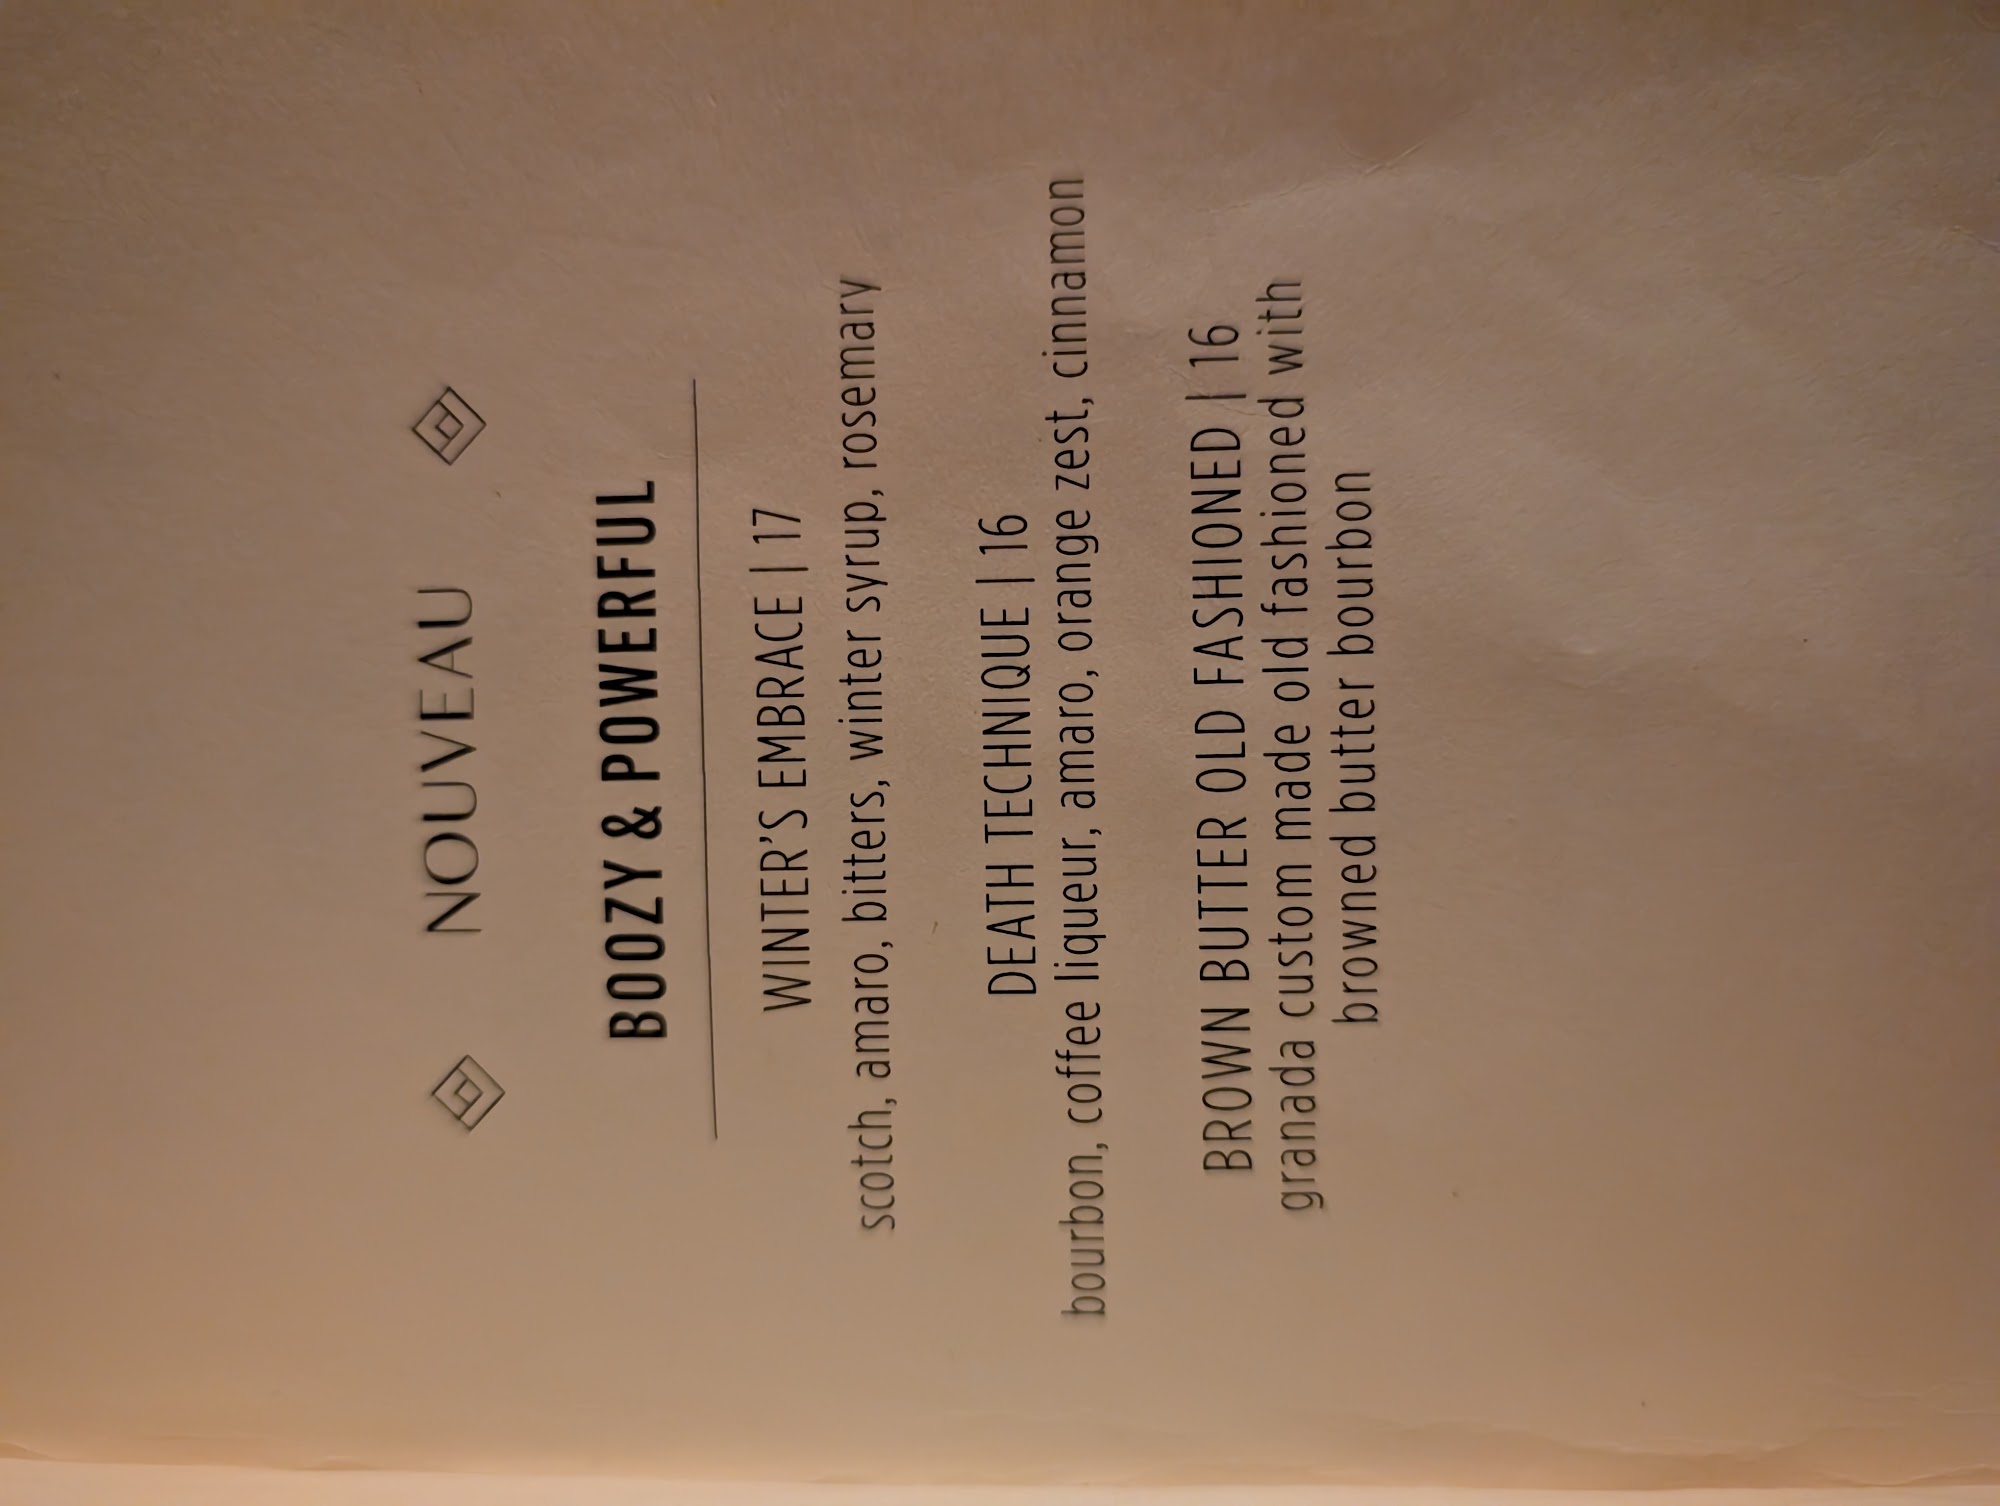 NOUVEAU
BOOZY & POWERFUL
WINTER'S EMBRACE | 17
scotch, amaro, bitters, winter syrup, rosemary
DEATH TECHNIQUE | 16
bourbon, coffee liqueur, amaro, orange zest, cinnamon
BROWN BUTTER OLD FASHIONED | 16
granada custom made old fashioned with
browned butter bourbon